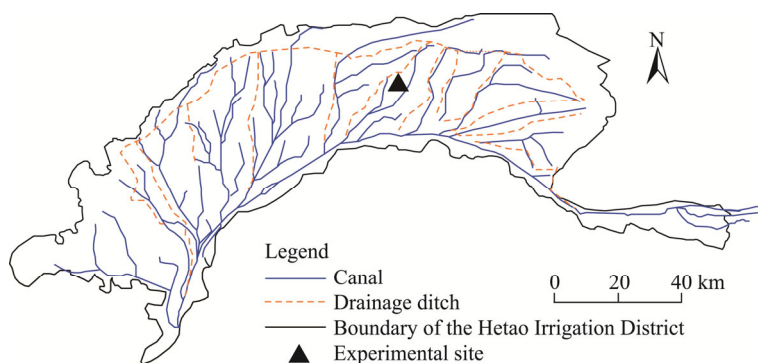 N
Legend
Canal
Drainage ditch
Boundary of the Hetao Irrigation District
Experimental site
0 20 40 km